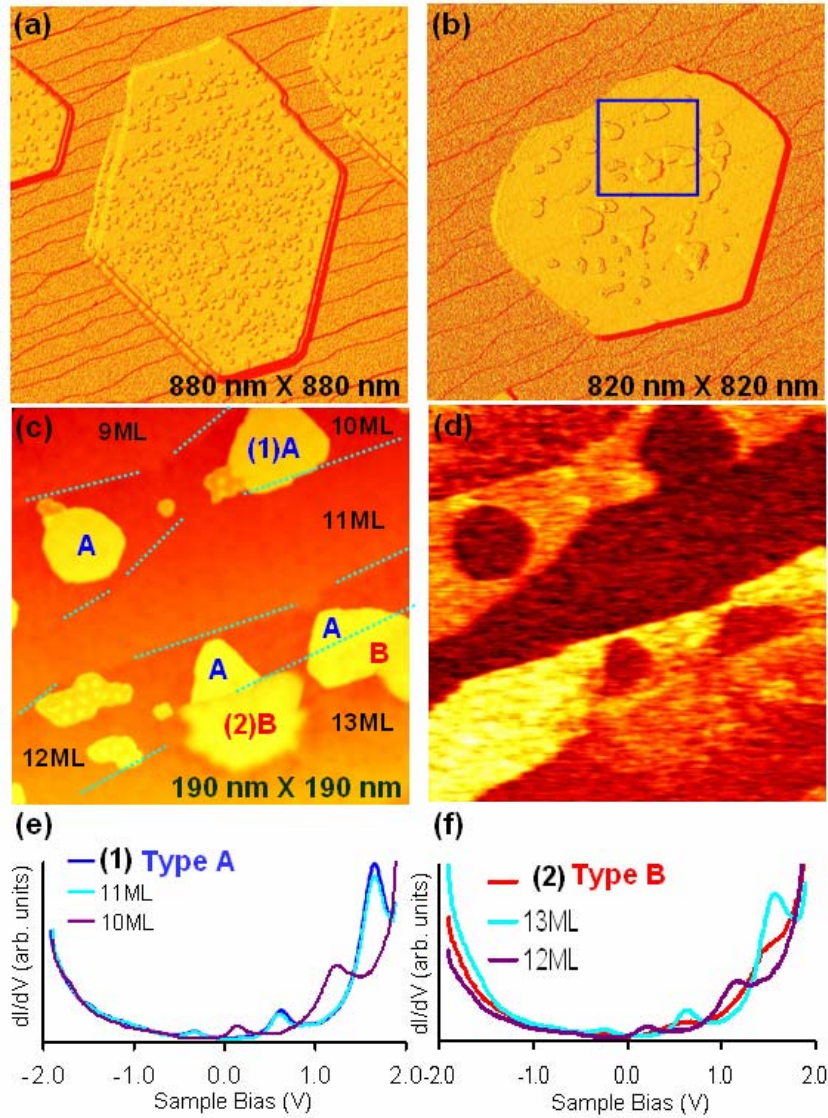 (a)
880 nm X 880 nm
(b)
820 nm X 820 nm
(c)
9ML
(1)A
10ML
A
11ML
A
A
B
(2)B
13ML
12ML
190 nm X 190 nm
(d)
(e)
(1) Type A
11ML
10ML
dI/dV (arb. units)
-2.0 -1.0 0.0 1.0 2.0
Sample Bias (V)
(f)
(2) Type B
13ML
12ML
dI/dV (arb. units)
-2.0 -1.0 0.0 1.0 2.0
Sample Bias (V)